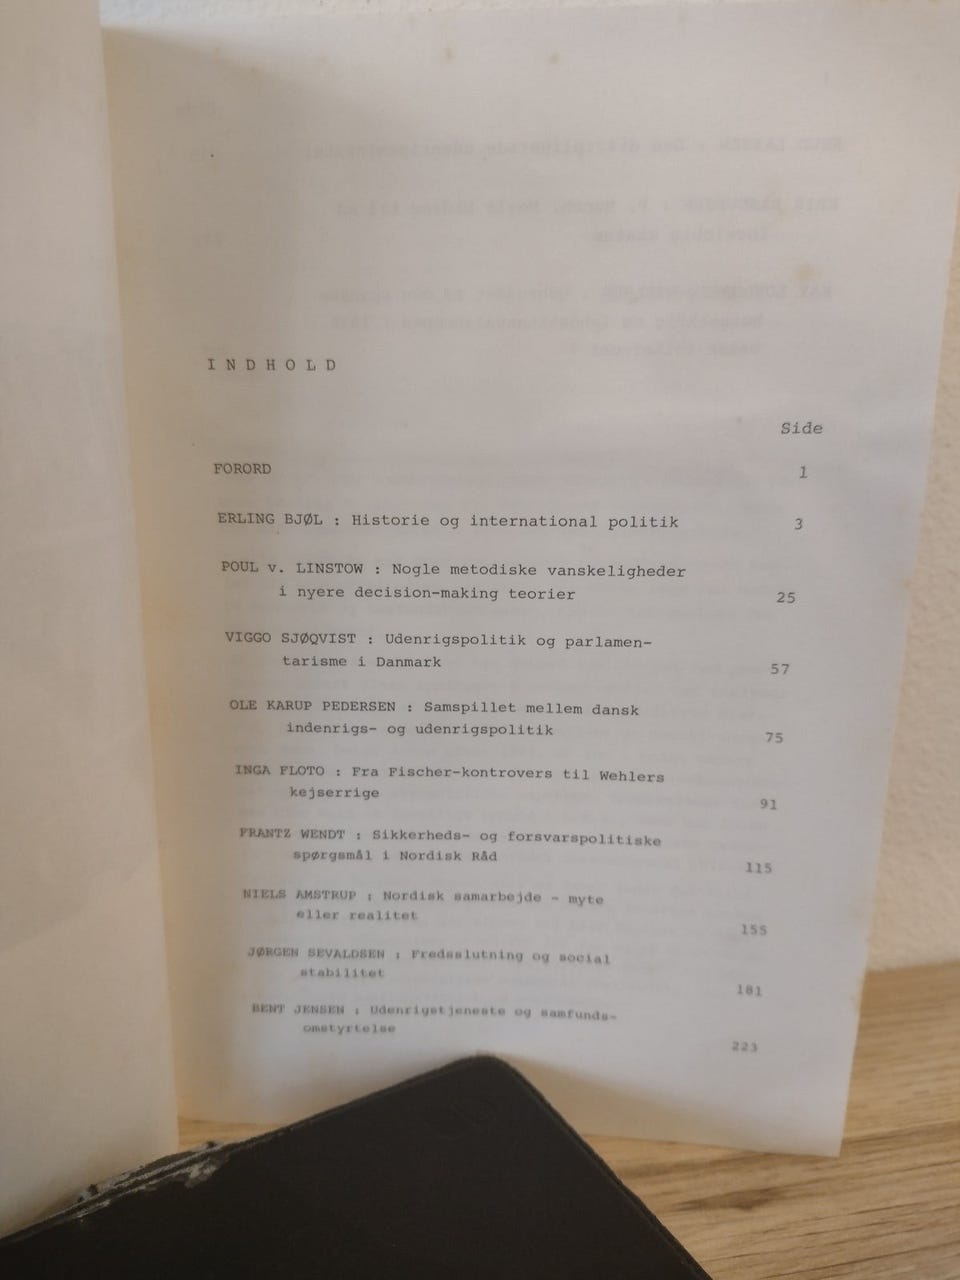 I N D H O L D
Side
FORORD 1
ERLING BJØL : Historie og international politik 3
POUL v. LINSTOW : Nogle metodiske vanskeligheder
i nyere decision-making teorier 25
VIGGO SJØQVIST : Udenrigspolitik og parlamen-
tarisme i Danmark 57
OLE KARUP PEDERSEN : Samspillet mellem dansk
indenrigs- og udenrigspolitik 75
INGA FLOTO : Fra Fischer-kontrovers til Wehlers
kejserrige 91
FRANTZ WENDT : Sikkerheds- og forsvarspolitiske
spørgsmål i Nordisk Råd 115
NIELS AMSTRUP : Nordisk samarbejde - myte
eller realitet 155
JØRGEN SEVALDSEN : Fredsslutning og social
stabilitet 181
BENT JENSEN : Udenrigstjeneste og samfunds-
omstyrtelse 223